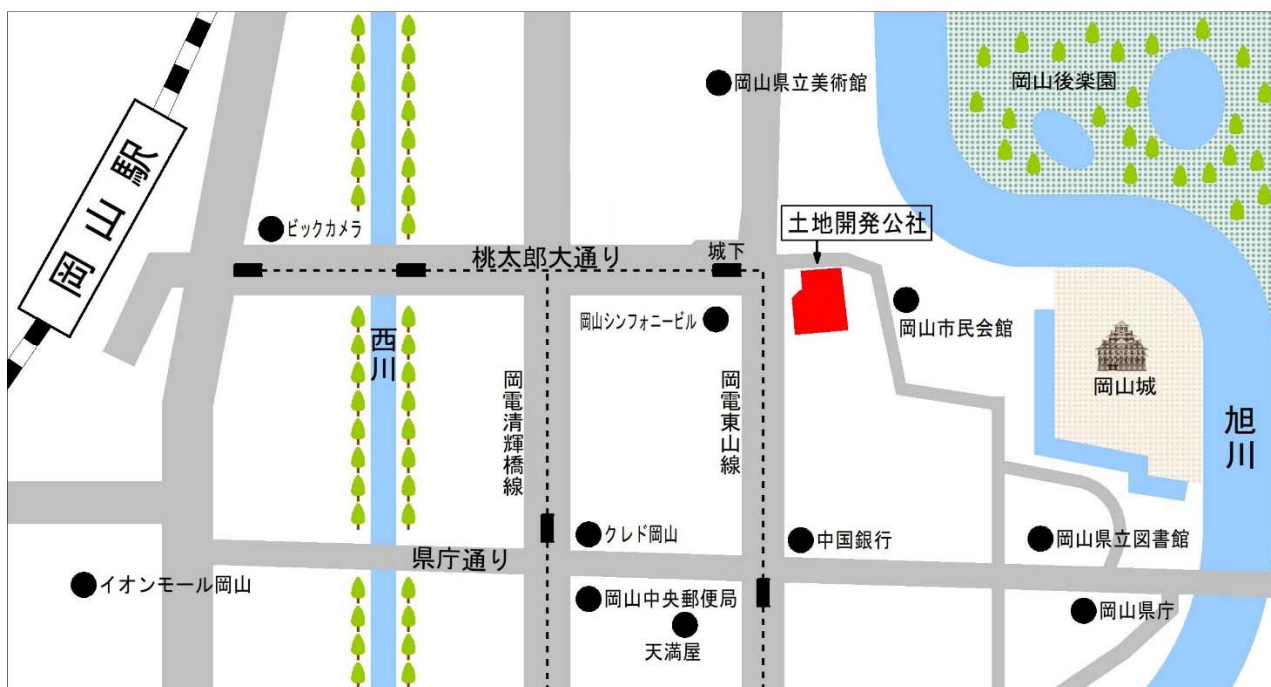 岡山県立美術館
岡山後楽園
岡山駅
ビックカメラ
土地開発公社
桃太郎大通り
城下
岡山シンフォニービル
岡山市民会館
西川
岡電清輝橋線
岡電東山線
岡山城
旭川
クレド岡山
中国銀行
岡山県立図書館
県庁通り
イオンモール岡山
岡山中央郵便局
岡山県庁
天満屋